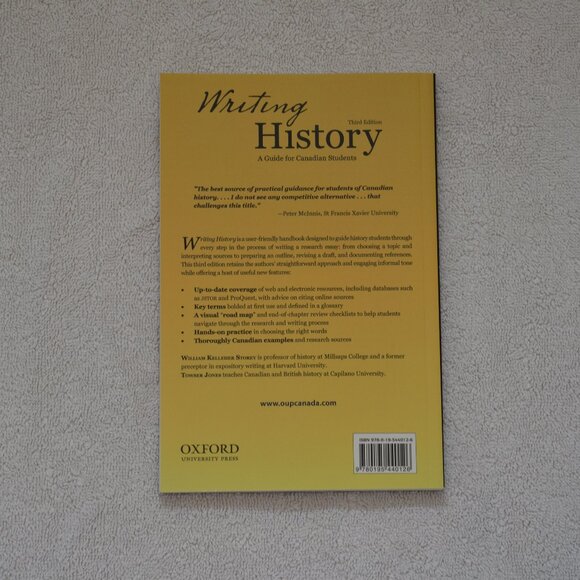 Writing
Third Edition
History
A Guide for Canadian Students
"The best source of practical guidance for students of Canadian
history. . . . I do not see any competitive alternative . . . that
challenges this title."
—Peter McInnis, St Francis Xavier University
Writing History is a user-friendly handbook designed to guide history students through
every step in the process of writing a research essay: from choosing a topic and
interpreting sources to preparing an outline, revising a draft, and documenting references.
This third edition retains the authors' straightforward approach and engaging informal tone
while offering a host of useful new features:
• Up-to-date coverage of web and electronic resources, including databases such
as JSTOR and ProQuest, with advice on citing online sources
• Key terms bolded at first use and defined in a glossary
• A visual "road map" and end-of-chapter review checklists to help students
navigate through the research and writing process
• Hands-on practice in choosing the right words
• Thoroughly Canadian examples and research sources
William Kelleher Storey is professor of history at Millsaps College and a former
preceptor in expository writing at Harvard University.
Towser Jones teaches Canadian and British history at Capilano University.
www.oupcanada.com
OXFORD
UNIVERSITY PRESS
ISBN 978-0-19-544012-6
9 780195 440126